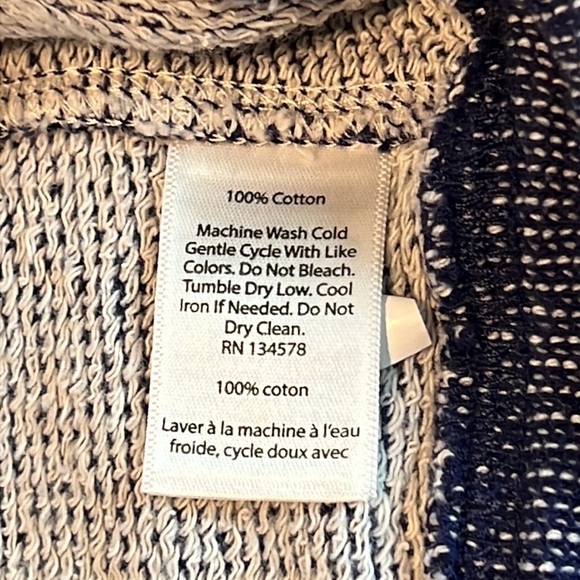 100% Cotton
Machine Wash Cold
Gentle Cycle With Like
Colors. Do Not Bleach.
Tumble Dry Low. Cool
Iron If Needed. Do Not
Dry Clean.
RN 134578
100% coton
Laver à la machine à l'eau
froide, cycle doux avec